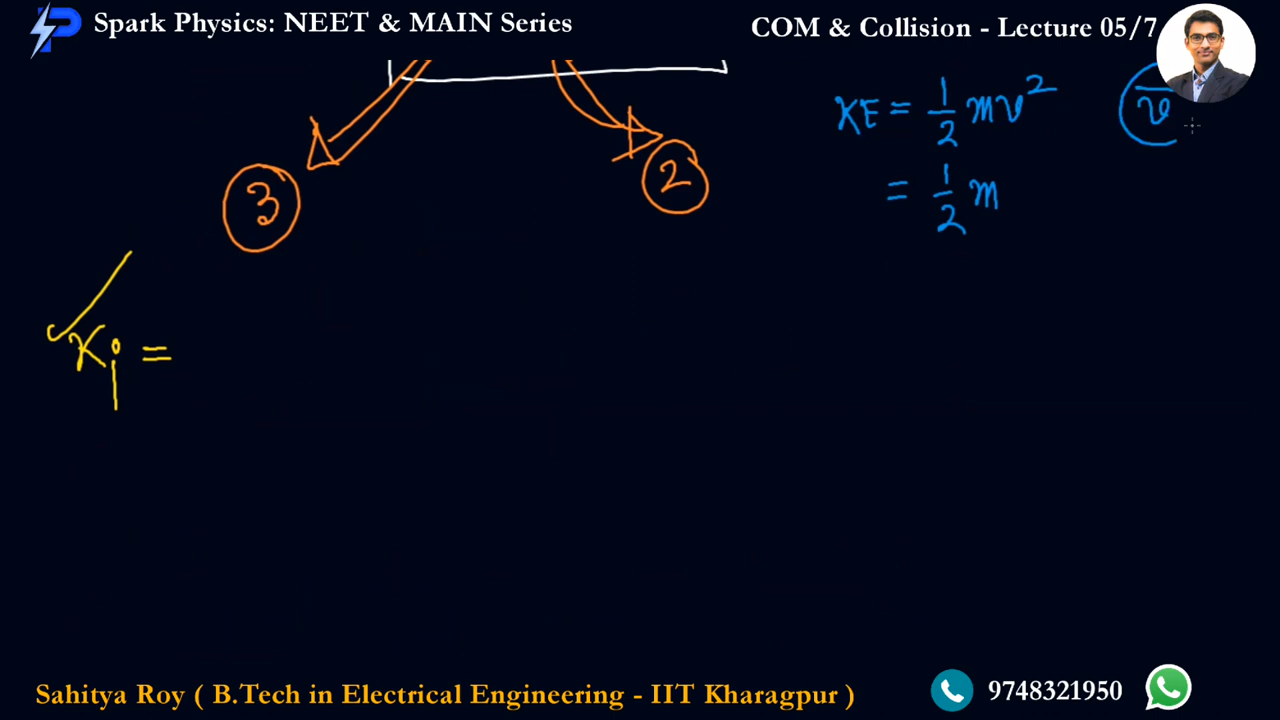 Spark Physics: NEET & MAIN Series
COM & Collision - Lecture 05/7
KE = 1/2 mv²
v̅
= 1/2 m
3
2
Ki =
Sahitya Roy ( B.Tech in Electrical Engineering - IIT Kharagpur )
9748321950